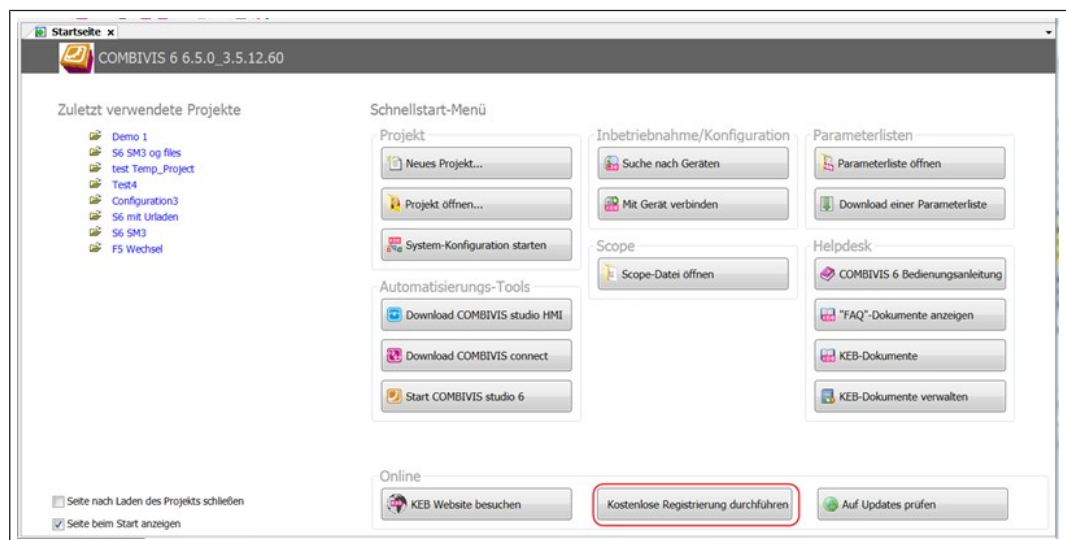 Startseite x
COMBIVIS 6 6.5.0_3.5.12.60
Zuletzt verwendete Projekte
Demo 1
S6 SM3 og files
test Temp_Project
Test4
Configuration3
S6 mit Urladen
S6 SM3
F5 Wechsel
Schnellstart-Menü
Projekt
Neues Projekt...
Projekt öffnen...
System-Konfiguration starten
Automatisierungs-Tools
Download COMBIVIS studio HMI
Download COMBIVIS connect
Start COMBIVIS studio 6
Inbetriebnahme/Konfiguration
Suche nach Geräten
Mit Gerät verbinden
Scope
Scope-Datei öffnen
Parameterlisten
Parameterliste öffnen
Download einer Parameterliste
Helpdesk
COMBIVIS 6 Bedienungsanleitung
"FAQ"-Dokumente anzeigen
KEB-Dokumente
KEB-Dokumente verwalten
Online
KEB Website besuchen
Kostenlose Registrierung durchführen
Auf Updates prüfen
Seite nach Laden des Projekts schließen
Seite beim Start anzeigen